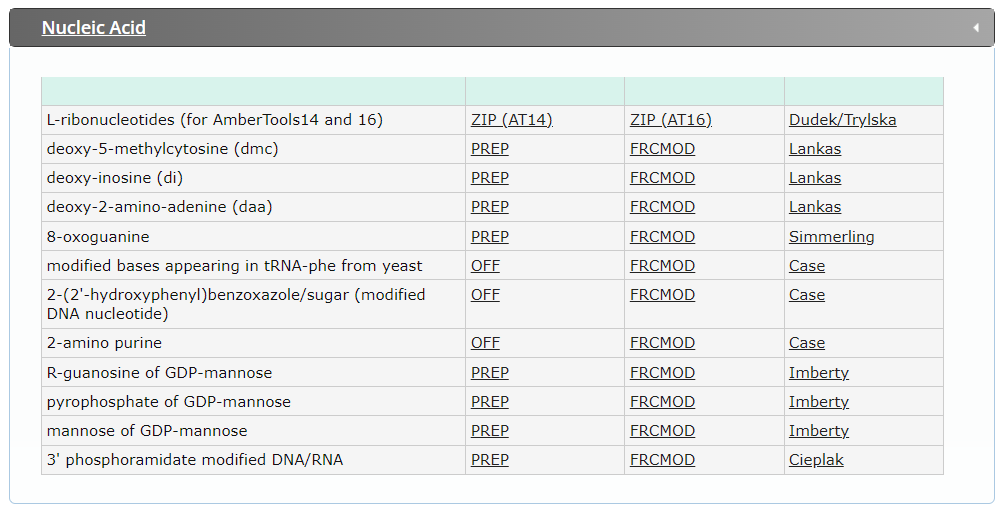 Nucleic Acid
L-ribonucleotides (for AmberTools14 and 16) ZIP (AT14) ZIP (AT16) Dudek/Trylska
deoxy-5-methylcytosine (dmc) PREP FRCMOD Lankas
deoxy-inosine (di) PREP FRCMOD Lankas
deoxy-2-amino-adenine (daa) PREP FRCMOD Lankas
8-oxoguanine PREP FRCMOD Simmerling
modified bases appearing in tRNA-phe from yeast OFF FRCMOD Case
2-(2'-hydroxyphenyl)benzoxazole/sugar (modified OFF FRCMOD Case
DNA nucleotide)
2-amino purine OFF FRCMOD Case
R-guanosine of GDP-mannose PREP FRCMOD Imberty
pyrophosphate of GDP-mannose PREP FRCMOD Imberty
mannose of GDP-mannose PREP FRCMOD Imberty
3' phosphoramidate modified DNA/RNA PREP FRCMOD Cieplak